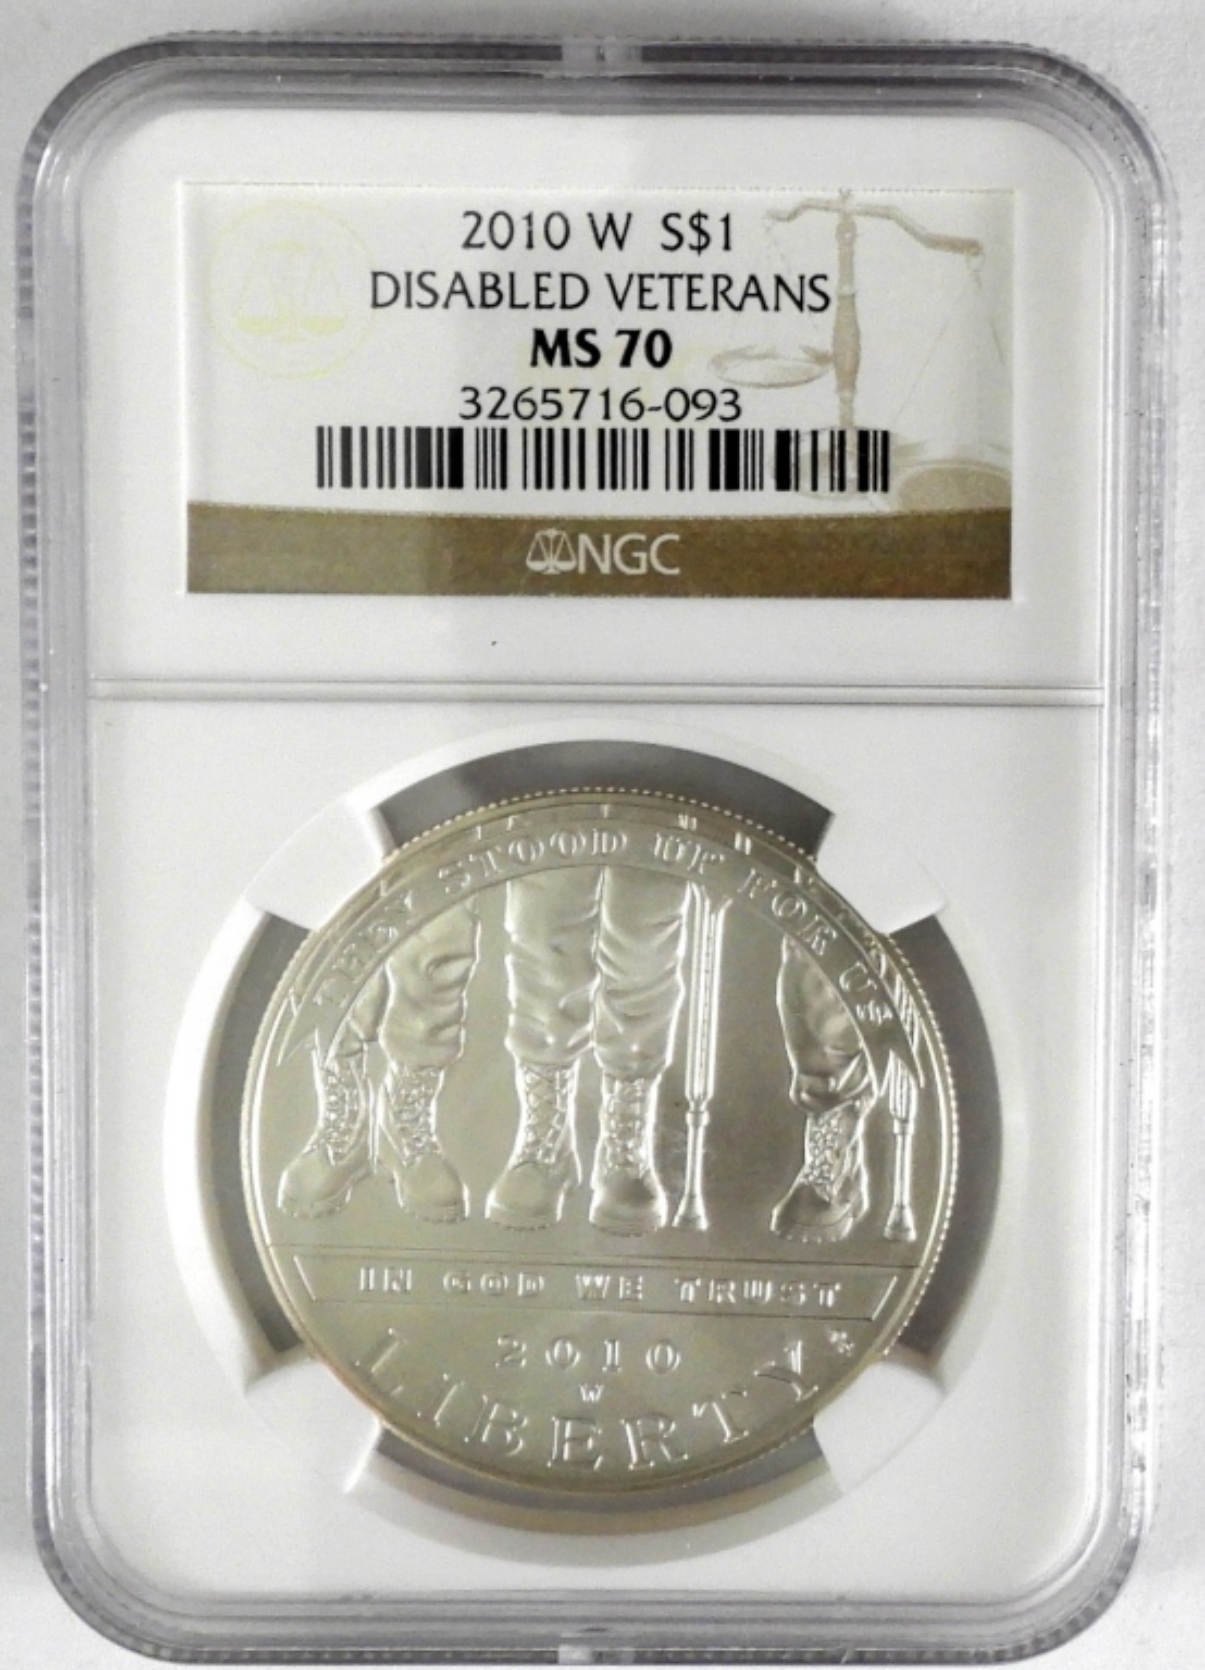 2010 W S$1
DISABLED VETERANS
MS 70
3265716-093
NGC
THEY STOOD UP FOR US
IN GOD WE TRUST
2010
W
LIBERTY